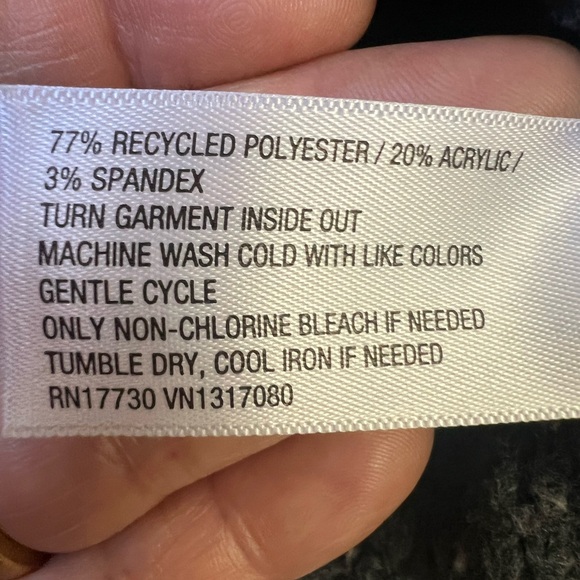 77% RECYCLED POLYESTER / 20% ACRYLIC /
3% SPANDEX
TURN GARMENT INSIDE OUT
MACHINE WASH COLD WITH LIKE COLORS
GENTLE CYCLE
ONLY NON-CHLORINE BLEACH IF NEEDED
TUMBLE DRY, COOL IRON IF NEEDED
RN17730 VN1317080